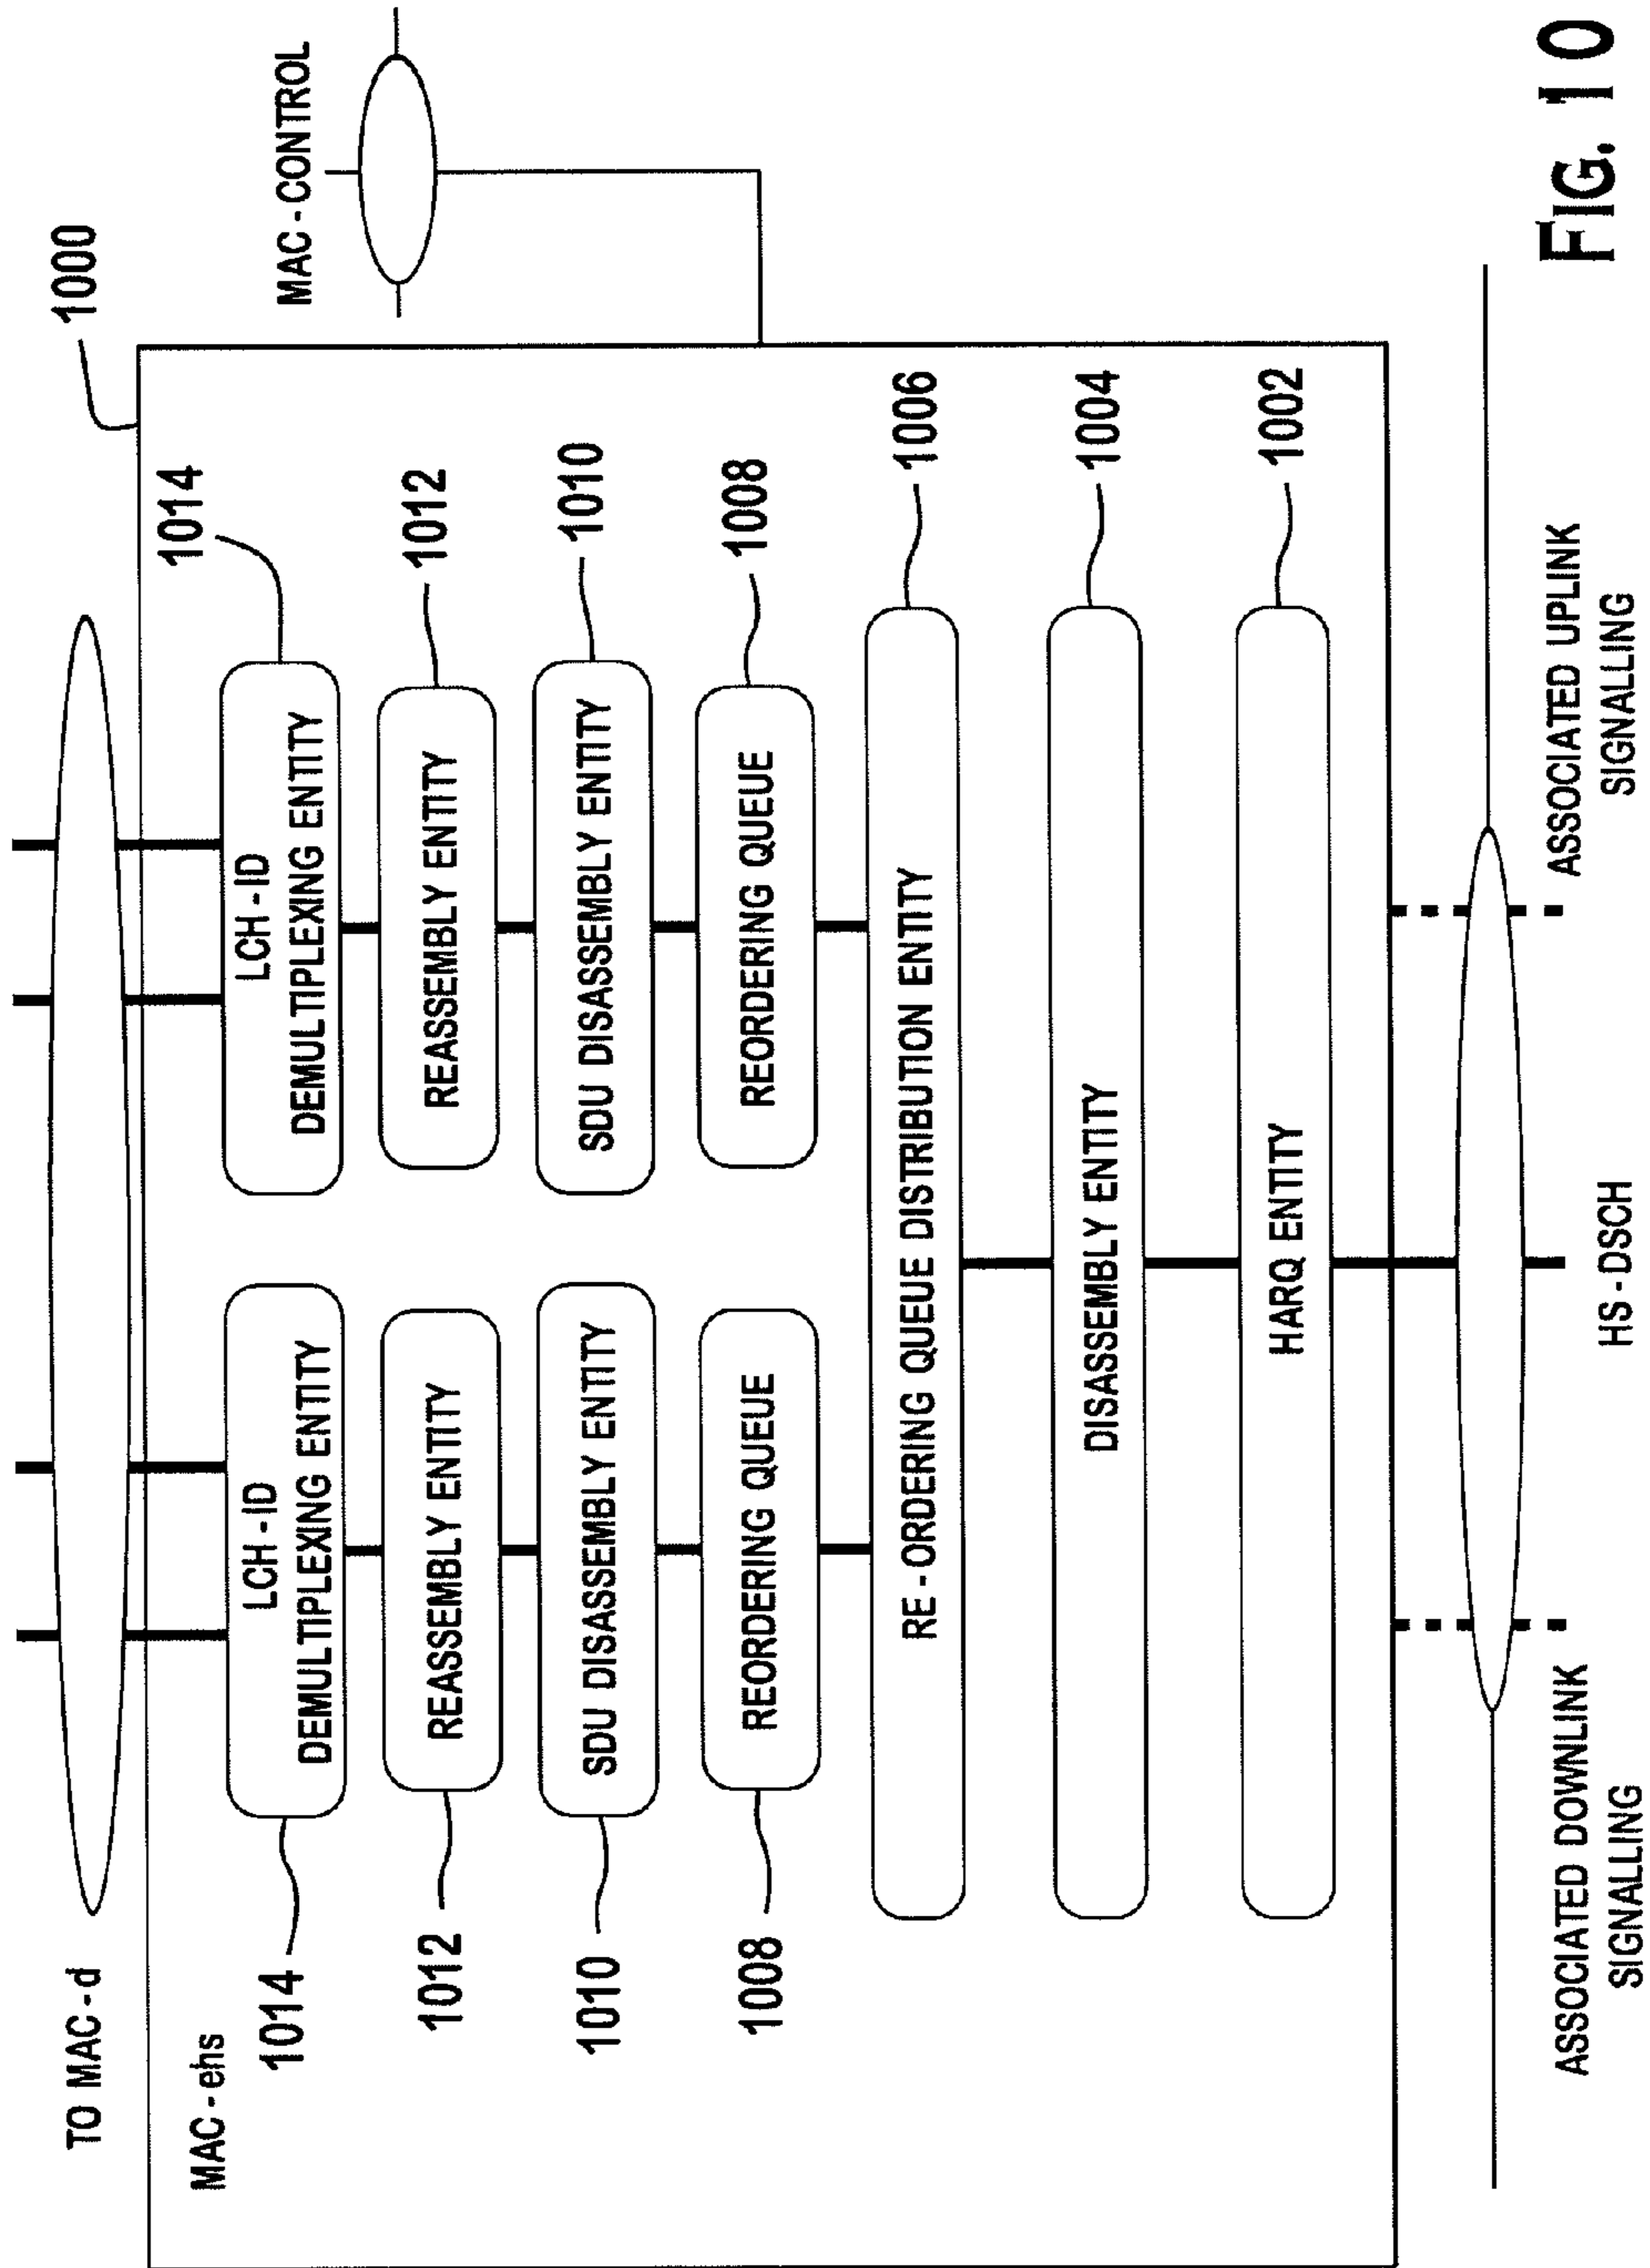 TO MAC-d
1000
MAC-CONTROL
MAC-ehs
1014
LCH-ID
DEMULTIPLEXING ENTITY
LCH-ID
DEMULTIPLEXING ENTITY
1014
1012
REASSEMBLY ENTITY
REASSEMBLY ENTITY
1012
1010
SDU DISASSEMBLY ENTITY
SDU DISASSEMBLY ENTITY
1010
1008
REORDERING QUEUE
REORDERING QUEUE
1008
RE-ORDERING QUEUE DISTRIBUTION ENTITY
1006
DISASSEMBLY ENTITY
1004
HARQ ENTITY
1002
ASSOCIATED DOWNLINK
SIGNALLING
HS-DSCH
ASSOCIATED UPLINK
SIGNALLING
FIG. 10